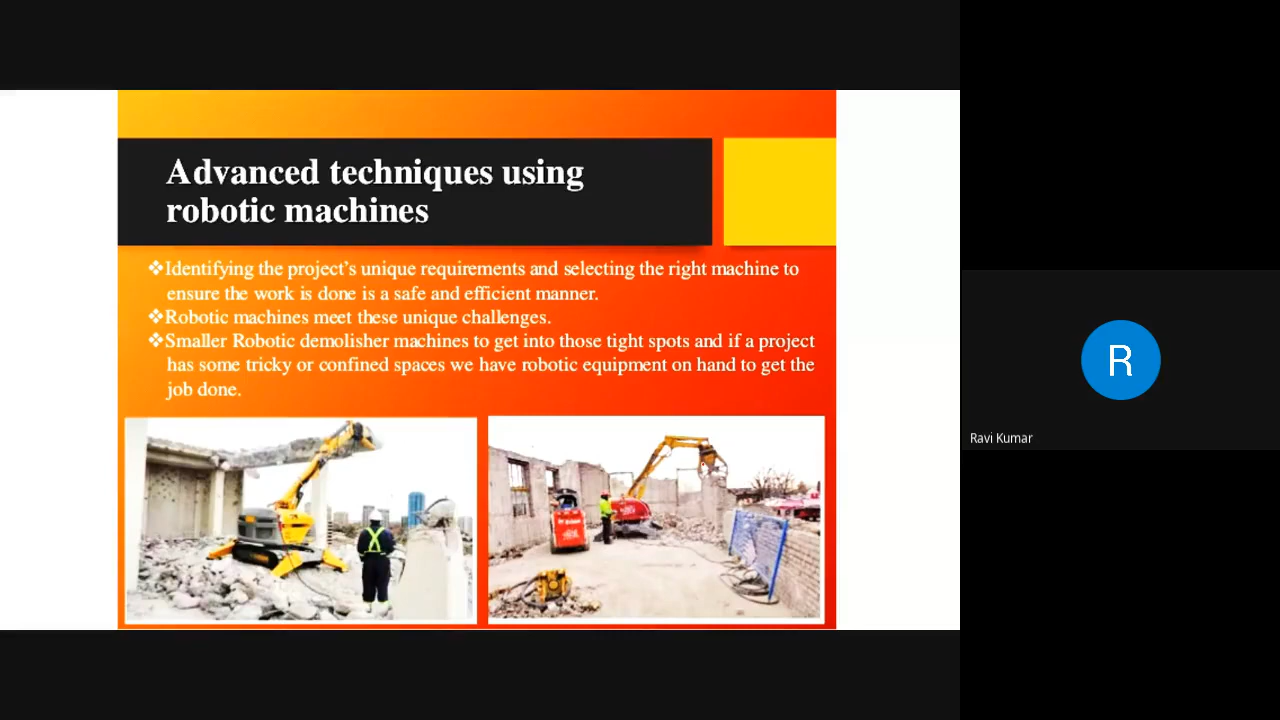 Advanced techniques using
robotic machines
❖Identifying the project's unique requirements and selecting the right machine to
ensure the work is done is a safe and efficient manner.
❖Robotic machines meet these unique challenges.
❖Smaller Robotic demolisher machines to get into those tight spots and if a project
has some tricky or confined spaces we have robotic equipment on hand to get the
job done.
R
Ravi Kumar